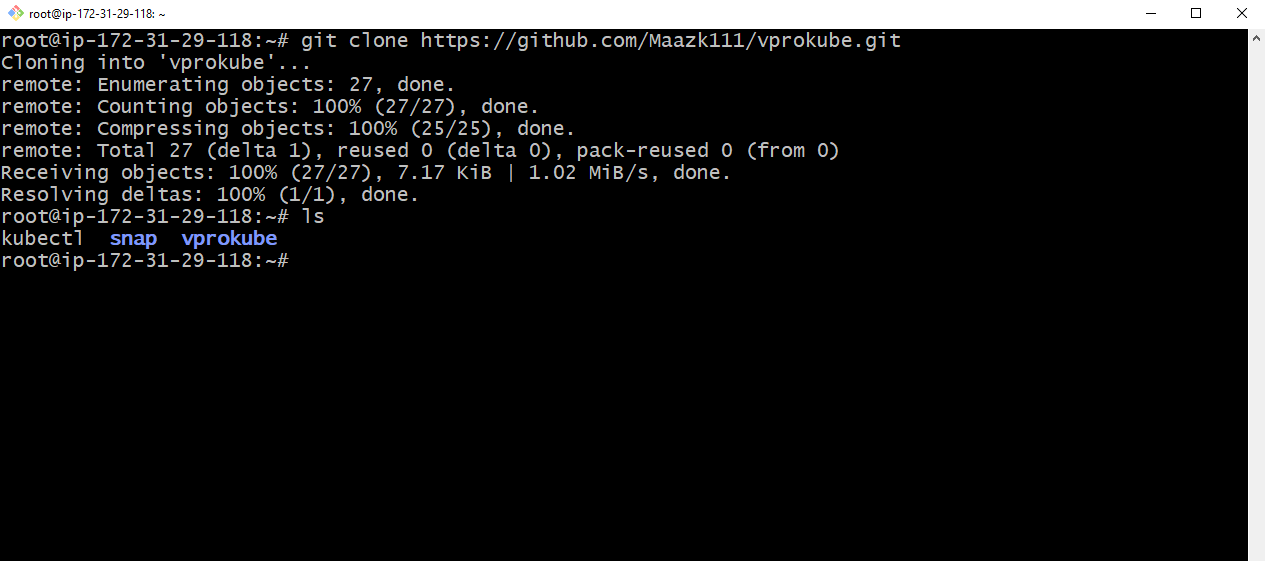 root@ip-172-31-29-118: ~
root@ip-172-31-29-118:~# git clone https://github.com/Maazk111/vprokube.git
Cloning into 'vprokube'...
remote: Enumerating objects: 27, done.
remote: Counting objects: 100% (27/27), done.
remote: Compressing objects: 100% (25/25), done.
remote: Total 27 (delta 1), reused 0 (delta 0), pack-reused 0 (from 0)
Receiving objects: 100% (27/27), 7.17 KiB | 1.02 MiB/s, done.
Resolving deltas: 100% (1/1), done.
root@ip-172-31-29-118:~# ls
kubectl  snap  vprokube
root@ip-172-31-29-118:~#